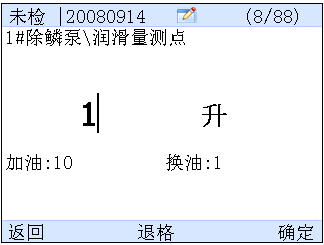 未检 |20080914 (8/88)
1#除鳞泵\润滑量测点
1 升
加油:10 换油:1
返回 退格 确定